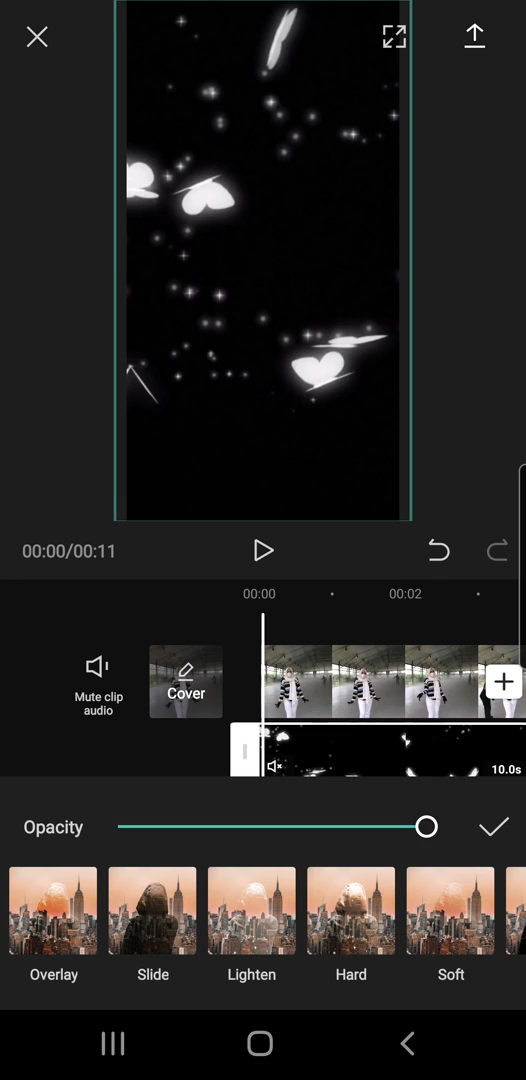 00:00/00:11
00:00
00:02
Mute clip
audio
Cover
10.0s
Opacity
Overlay
Slide
Lighten
Hard
Soft